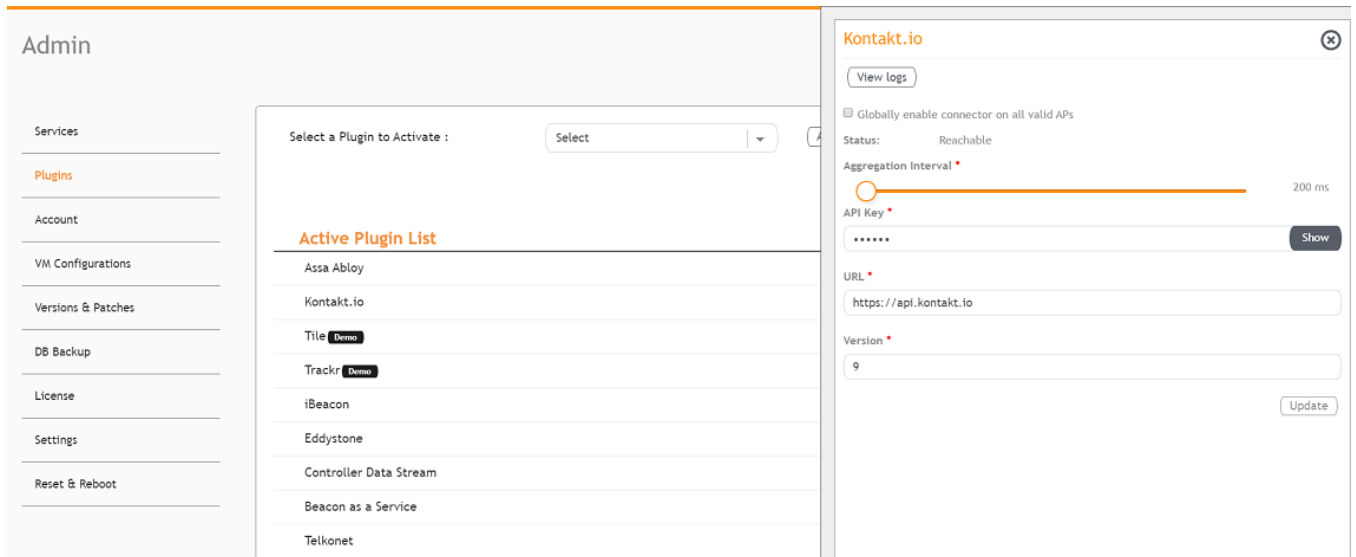 Admin
Services
Plugins
Account
VM Configurations
Versions & Patches
DB Backup
License
Settings
Reset & Reboot
Select a Plugin to Activate :
Select
Active Plugin List
Assa Abloy
Kontakt.io
Tile Demo
Trackr Demo
iBeacon
Eddystone
Controller Data Stream
Beacon as a Service
Telkonet
Kontakt.io
View logs
Globally enable connector on all valid APs
Status: Reachable
Aggregation Interval *
200 ms
API Key *
•••••• Show
URL *
https://api.kontakt.io
Version *
9
Update